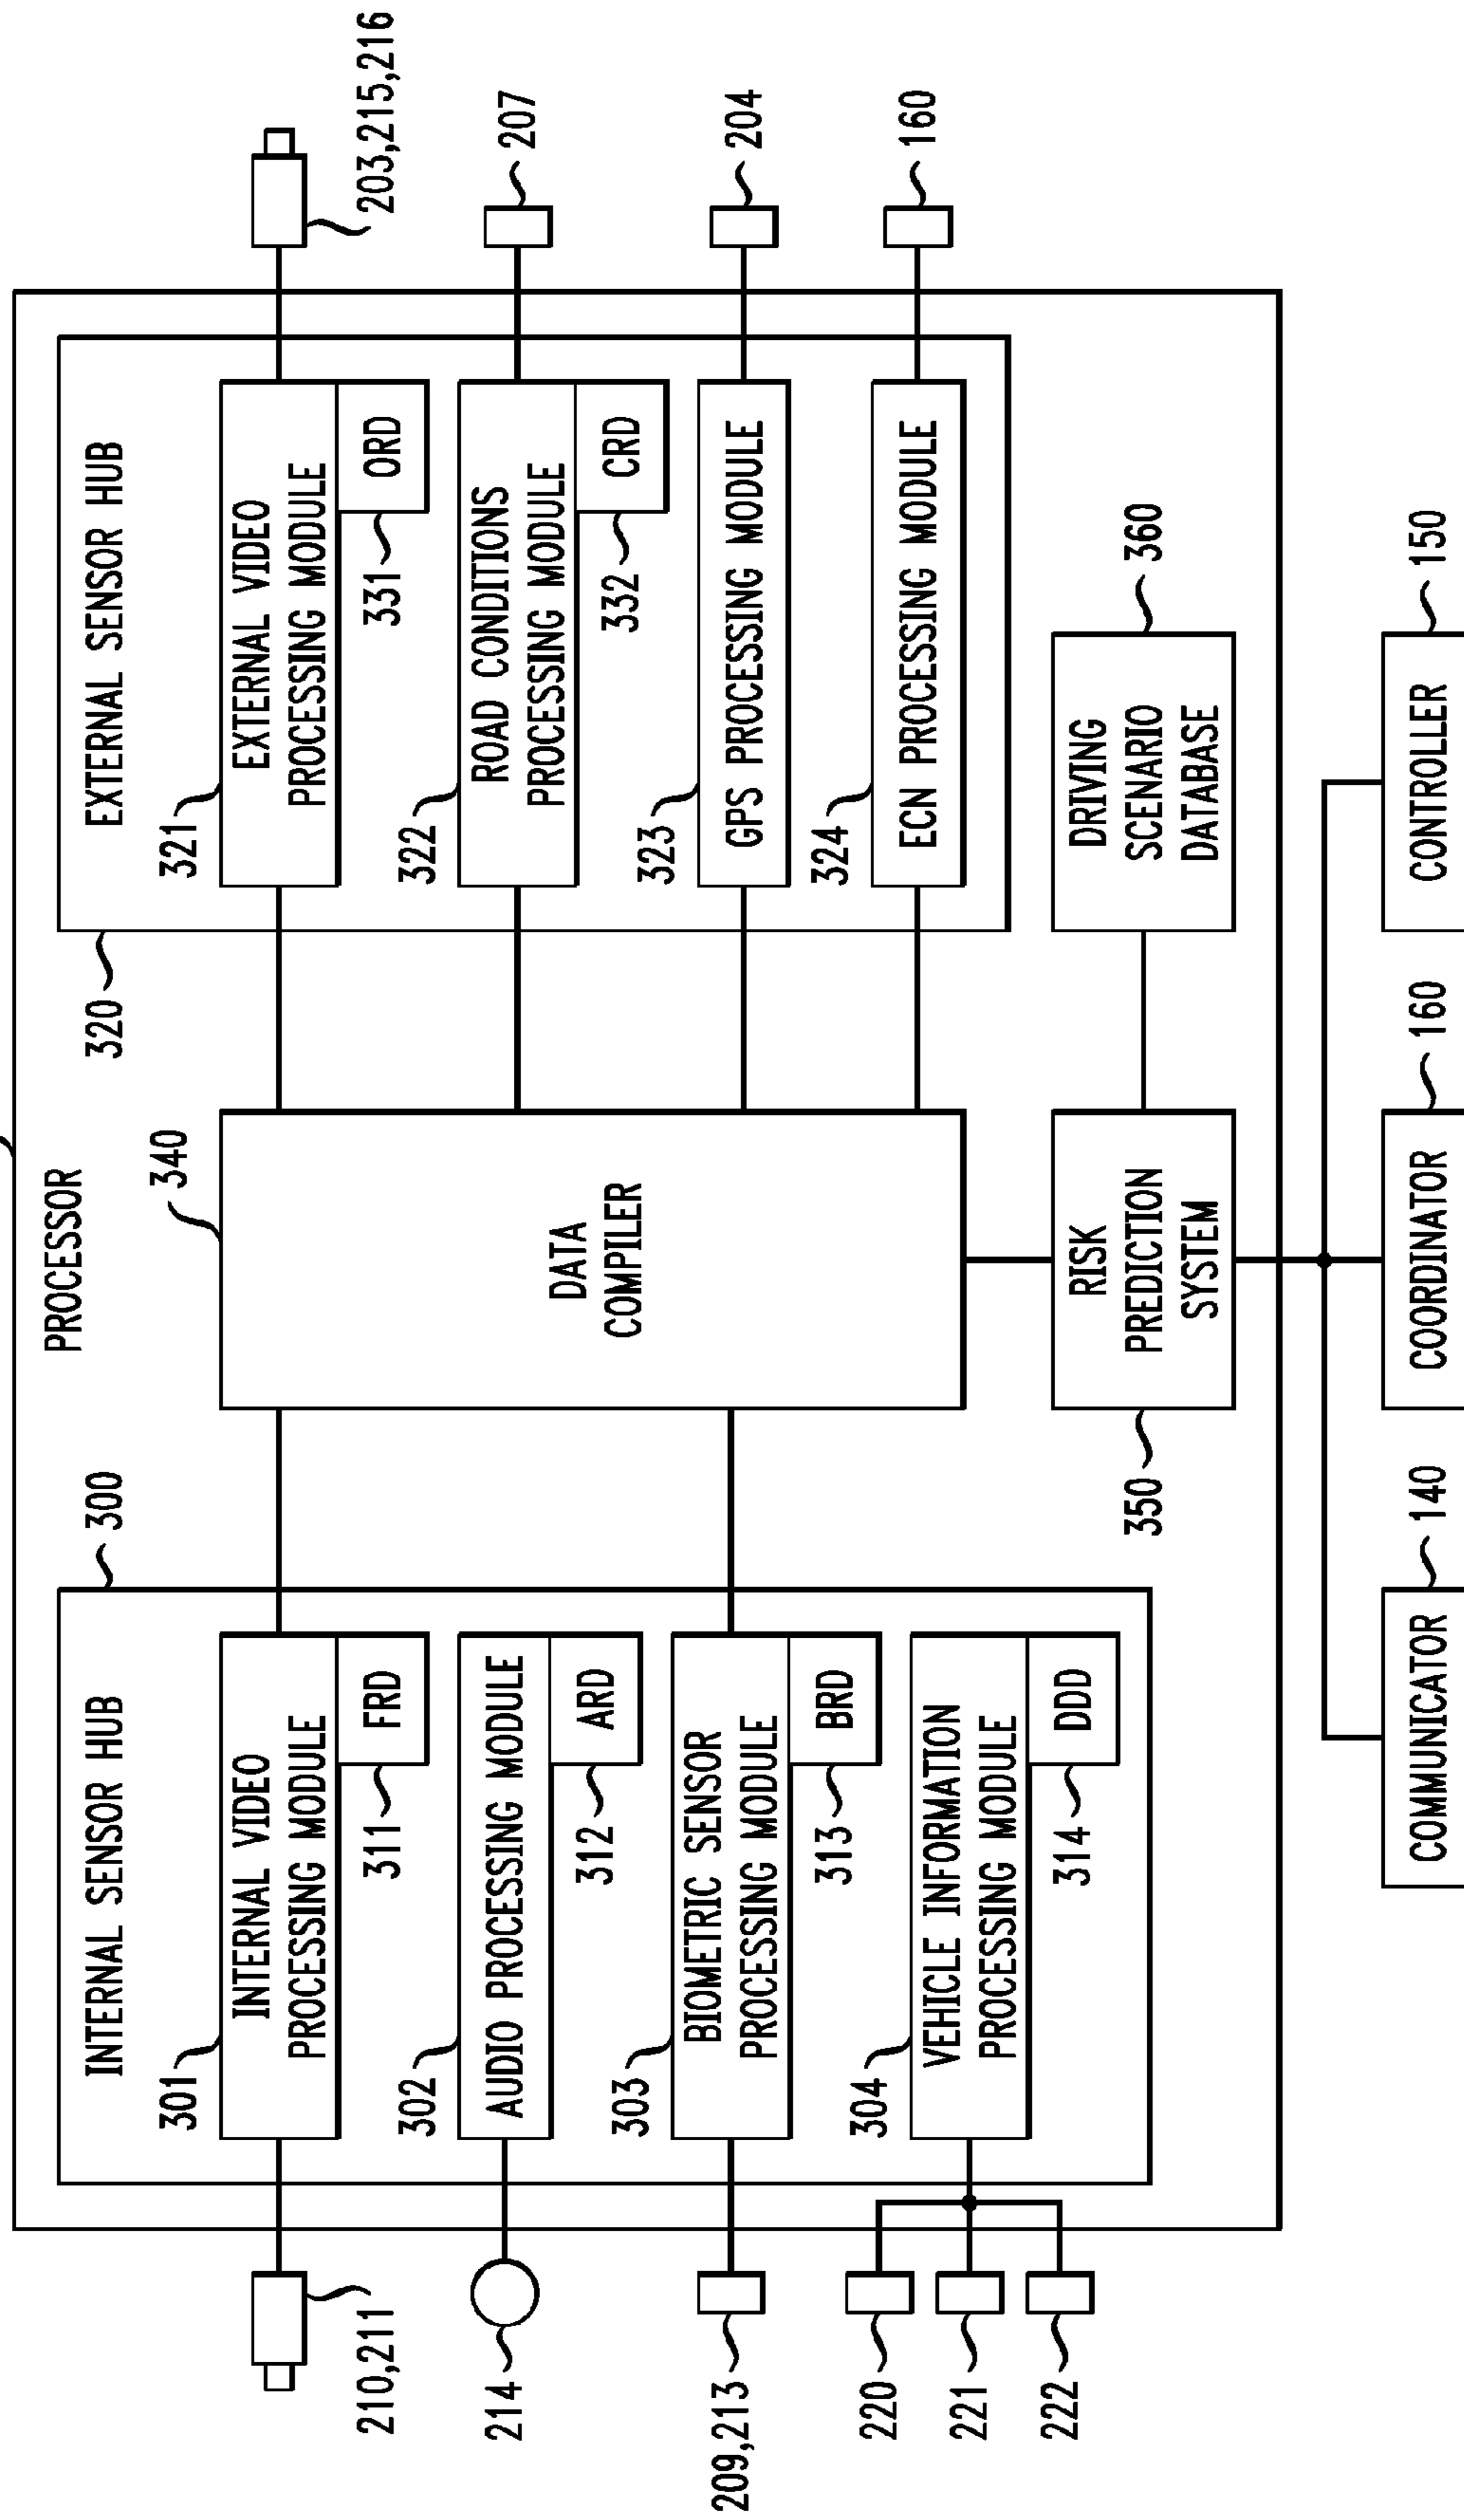 PROCESSOR
INTERNAL SENSOR HUB
300
301
INTERNAL VIDEO
PROCESSING MODULE
FRD
311
210,211
302
AUDIO PROCESSING MODULE
ARD
312
214
303
BIOMETRIC SENSOR
PROCESSING MODULE
BRD
313
209,213
304
VEHICLE INFORMATION
PROCESSING MODULE
DDD
314
220
221
222
340
DATA
COMPILER
350
RISK
PREDICTION
SYSTEM
320
EXTERNAL SENSOR HUB
321
EXTERNAL VIDEO
PROCESSING MODULE
ORD
331
203,215,216
322
ROAD CONDITIONS
PROCESSING MODULE
CRD
332
207
323
GPS PROCESSING MODULE
204
324
ECN PROCESSING MODULE
160
DRIVING
SCENARIO
DATABASE
360
COMMUNICATOR
140
COORDINATOR
160
CONTROLLER
150